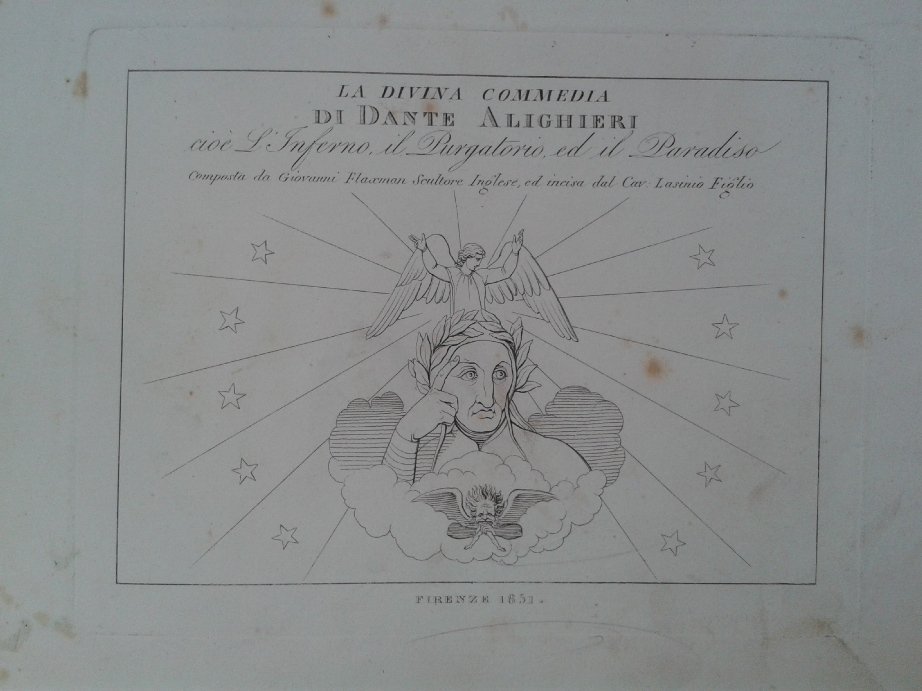 LA DIVINA COMMEDIA
DI DANTE ALIGHIERI
cioè L'Inferno, il Purgatorio, ed il Paradiso
Composta da Giovanni Flaxman Scultore Inglese, ed incisa dal Cav: Lasinio Figlio
FIRENZE 1831.